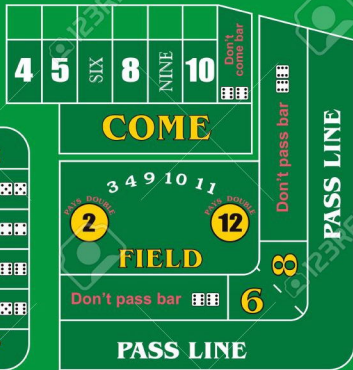 Don't come bar
4 5 SIX 8 NINE 10
COME
Don't pass bar
PASS LINE
3 4 9 10 11
PAYS DOUBLE
2
PAYS DOUBLE
12
FIELD
Don't pass bar
6
8
PASS LINE